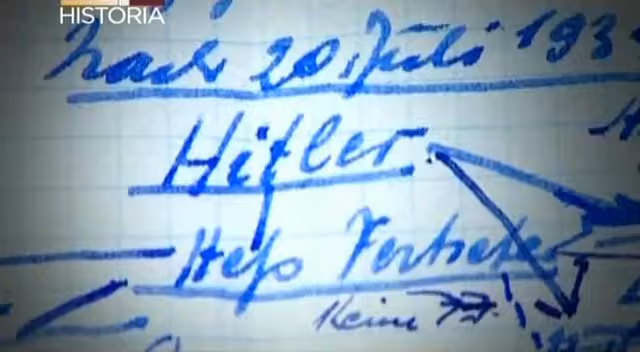 HISTORIA
nach 20. Juli 193
Hitler
Heß Vertreter
Keine